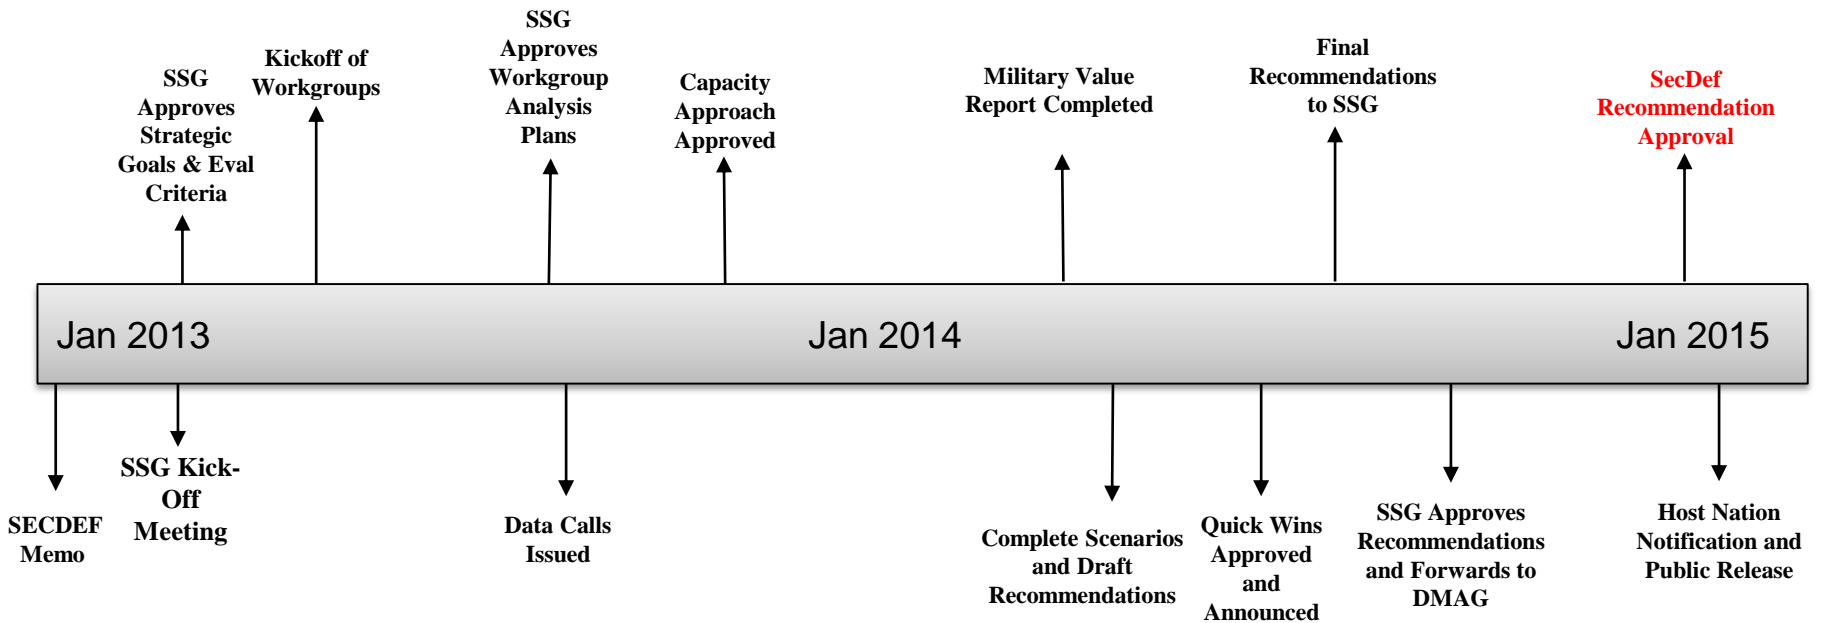 SSG
Approves
Strategic
Goals & Eval
Criteria
Kickoff of
Workgroups
SSG
Approves
Workgroup
Analysis
Plans
Capacity
Approach
Approved
Military Value
Report Completed
Final
Recommendations
to SSG
SecDef
Recommendation
Approval
Jan 2013
Jan 2014
Jan 2015
SECDEF
Memo
SSG Kick-
Off
Meeting
Data Calls
Issued
Complete Scenarios
and Draft
Recommendations
Quick Wins
Approved
and
Announced
SSG Approves
Recommendations
and Forwards to
DMAG
Host Nation
Notification and
Public Release